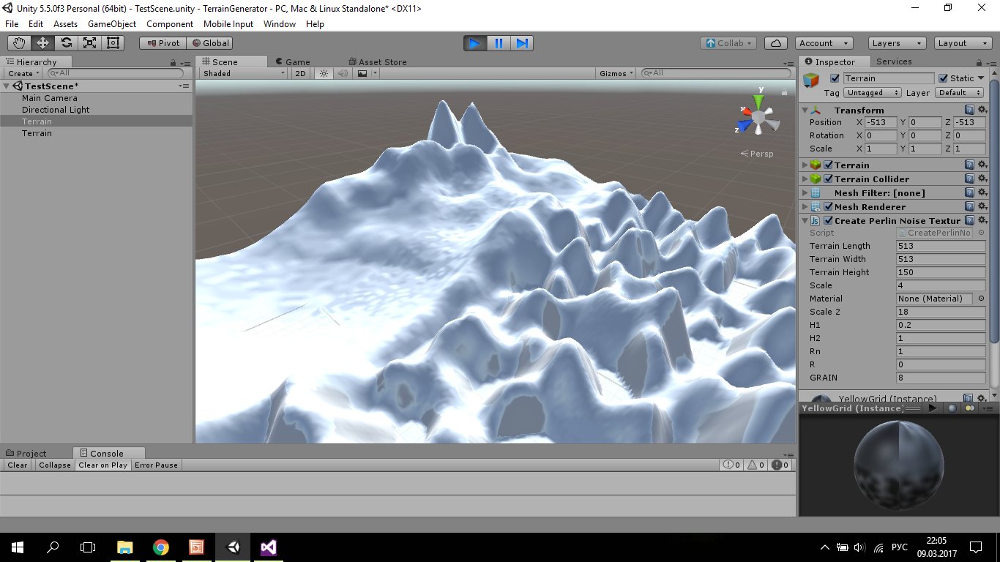 Unity 5.5.0f3 Personal (64bit) - TestScene.unity - TerrainGenerator - PC, Mac & Linux Standalone* <DX11>
File Edit Assets GameObject Component Mobile Input Window Help
Pivot Global Collab Account Layers Layout
Hierarchy
Create All
TestScene*
Main Camera
Directional Light
Terrain
Terrain
Scene Game Asset Store
Shaded 2D Gizmos All
y
x
z
Persp
Inspector Services
Terrain Static
Tag Untagged Layer Default
Transform
Position X -513 Y 0 Z -513
Rotation X 0 Y 0 Z 0
Scale X 1 Y 1 Z 1
Terrain
Terrain Collider
Mesh Filter: [none]
Mesh Renderer
Js Create Perlin Noise Textur
Script CreatePerlinNo
Terrain Length 513
Terrain Width 513
Terrain Height 150
Scale 4
Material None (Material)
Scale 2 18
H1 0.2
H2 1
Rn 1
R 0
GRAIN 8
YellowGrid (Instance)
YellowGrid (Instance)
Project Console
Clear Collapse Clear on Play Error Pause 0 0 0
РУС
22:05
09.03.2017